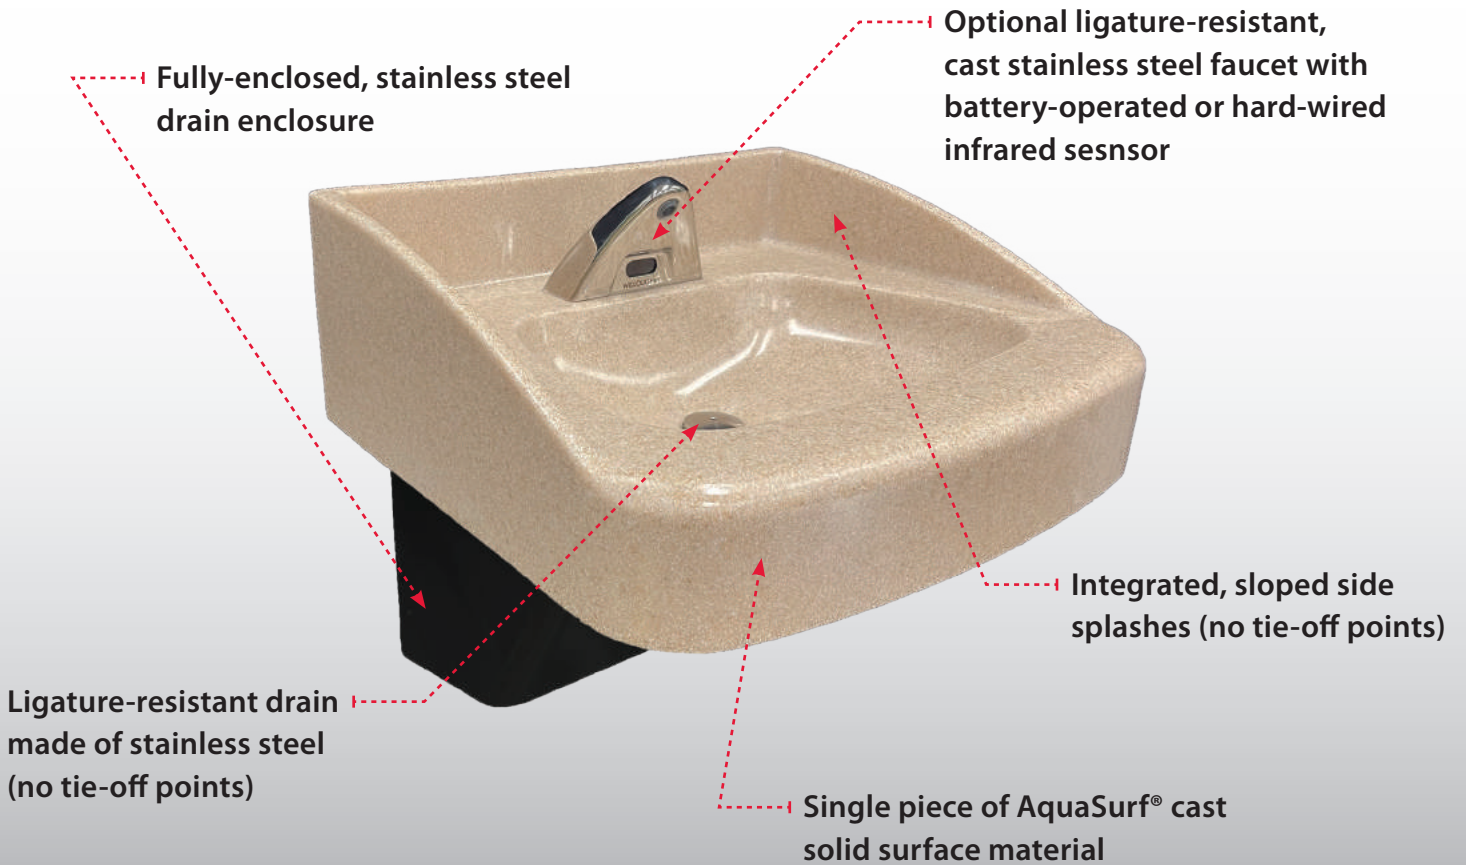 Optional ligature-resistant,
cast stainless steel faucet with
battery-operated or hard-wired
infrared sesnsor
Fully-enclosed, stainless steel
drain enclosure
WILLOUGHBY
Integrated, sloped side
splashes (no tie-off points)
Ligature-resistant drain
made of stainless steel
(no tie-off points)
Single piece of AquaSurf® cast
solid surface material